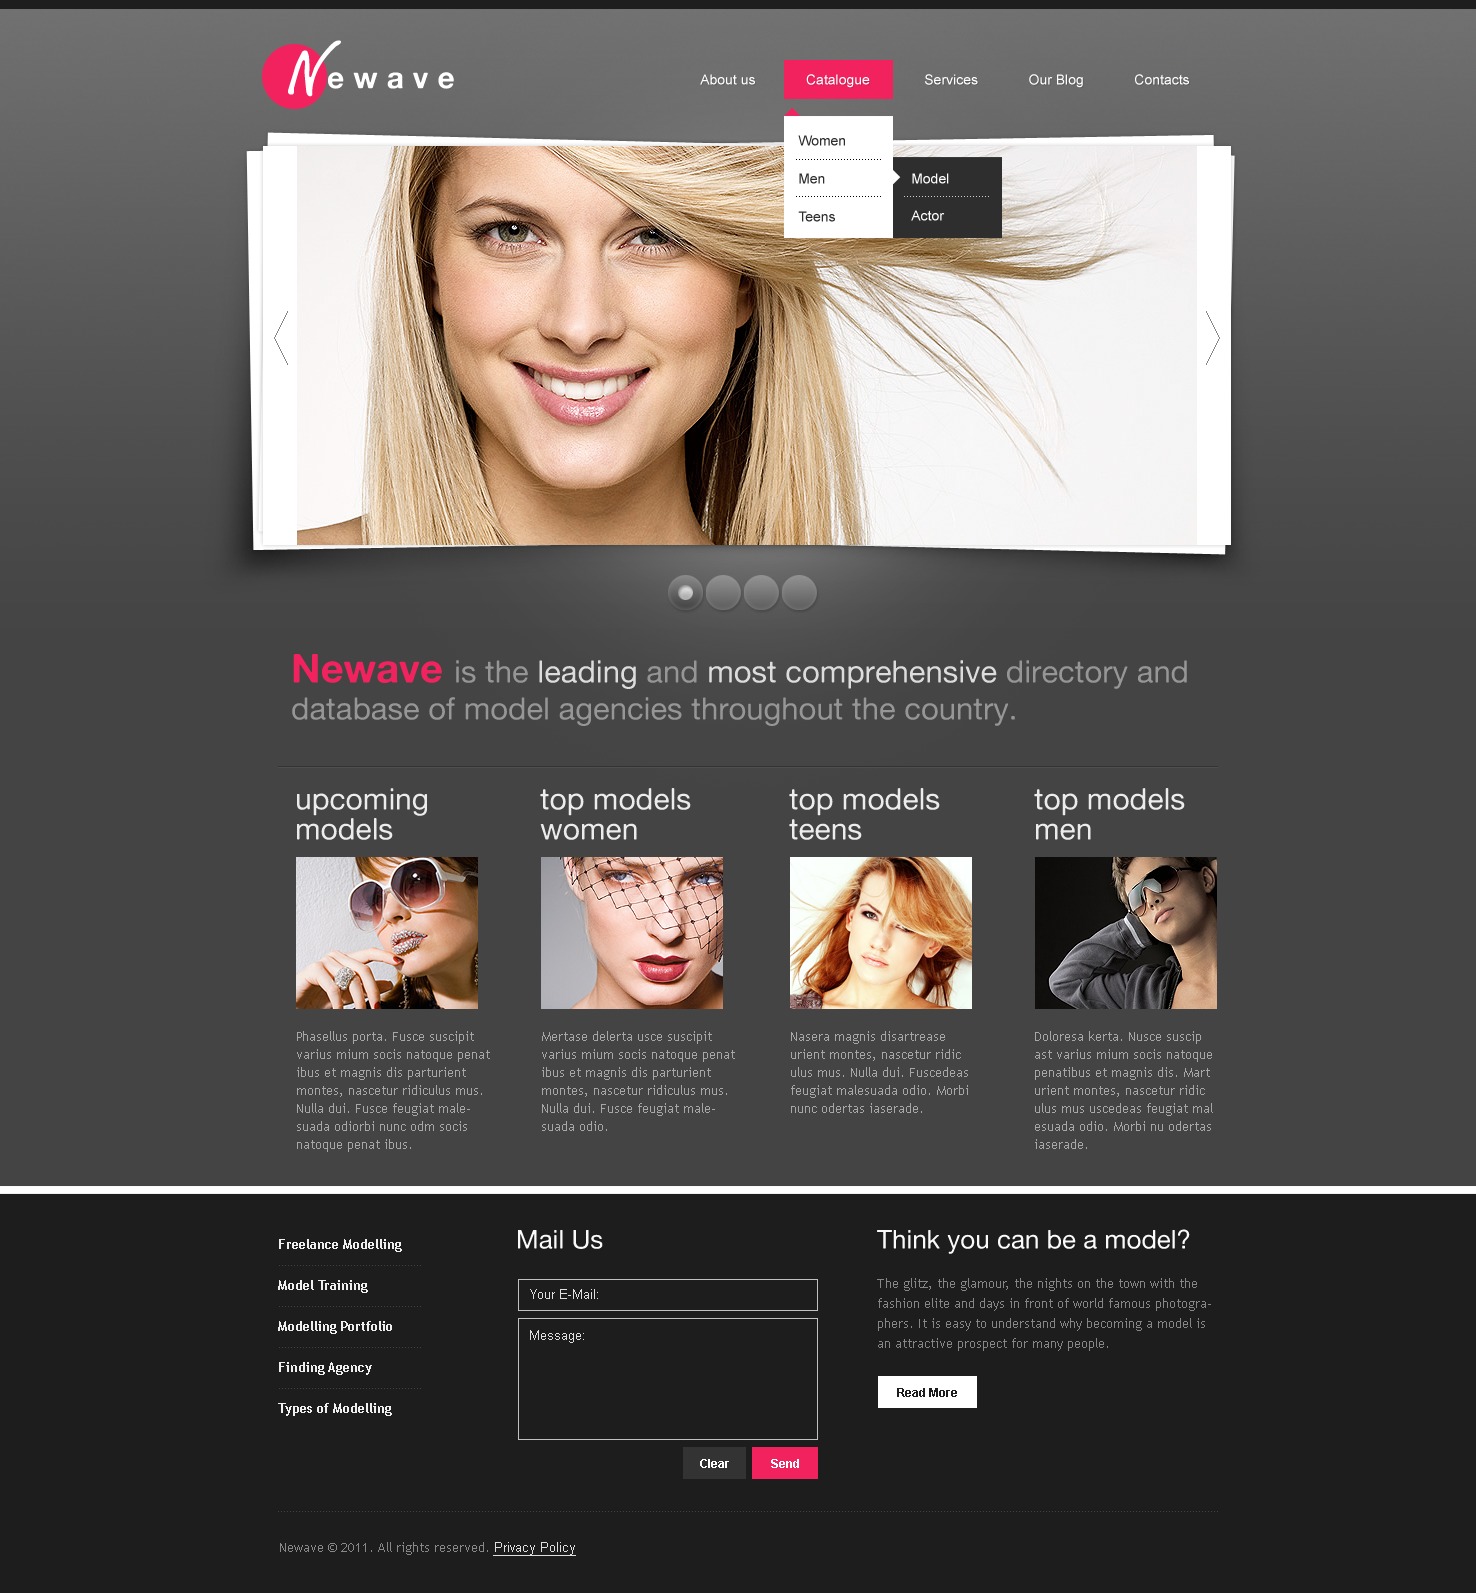 Newave
About us
Catalogue
Services
Our Blog
Contacts
Women
Men
Teens
Model
Actor
Newave is the leading and most comprehensive directory and
database of model agencies throughout the country.
upcoming
models
Phasellus porta. Fusce suscipit
varius mium socis natoque penat
ibus et magnis dis parturient
montes, nascetur ridiculus mus.
Nulla dui. Fusce feugiat male-
suada odiorbi nunc odm socis
natoque penat ibus.
top models
women
Mertase delerta usce suscipit
varius mium socis natoque penat
ibus et magnis dis parturient
montes, nascetur ridiculus mus.
Nulla dui. Fusce feugiat male-
suada odio.
top models
teens
Nasera magnis disartrease
urient montes, nascetur ridic
ulus mus. Nulla dui. Fuscedeas
feugiat malesuada odio. Morbi
nunc odertas iaserade.
top models
men
Doloresa kerta. Nusce suscip
ast varius mium socis natoque
penatibus et magnis dis. Mart
urient montes, nascetur ridic
ulus mus uscedeas feugiat mal
esuada odio. Morbi nu odertas
iaserade.
Freelance Modelling
Model Training
Modelling Portfolio
Finding Agency
Types of Modelling
Mail Us
Your E-Mail:
Message:
Clear
Send
Think you can be a model?
The glitz, the glamour, the nights on the town with the
fashion elite and days in front of world famous photogra-
phers. It is easy to understand why becoming a model is
an attractive prospect for many people.
Read More
Newave © 2011. All rights reserved. Privacy Policy